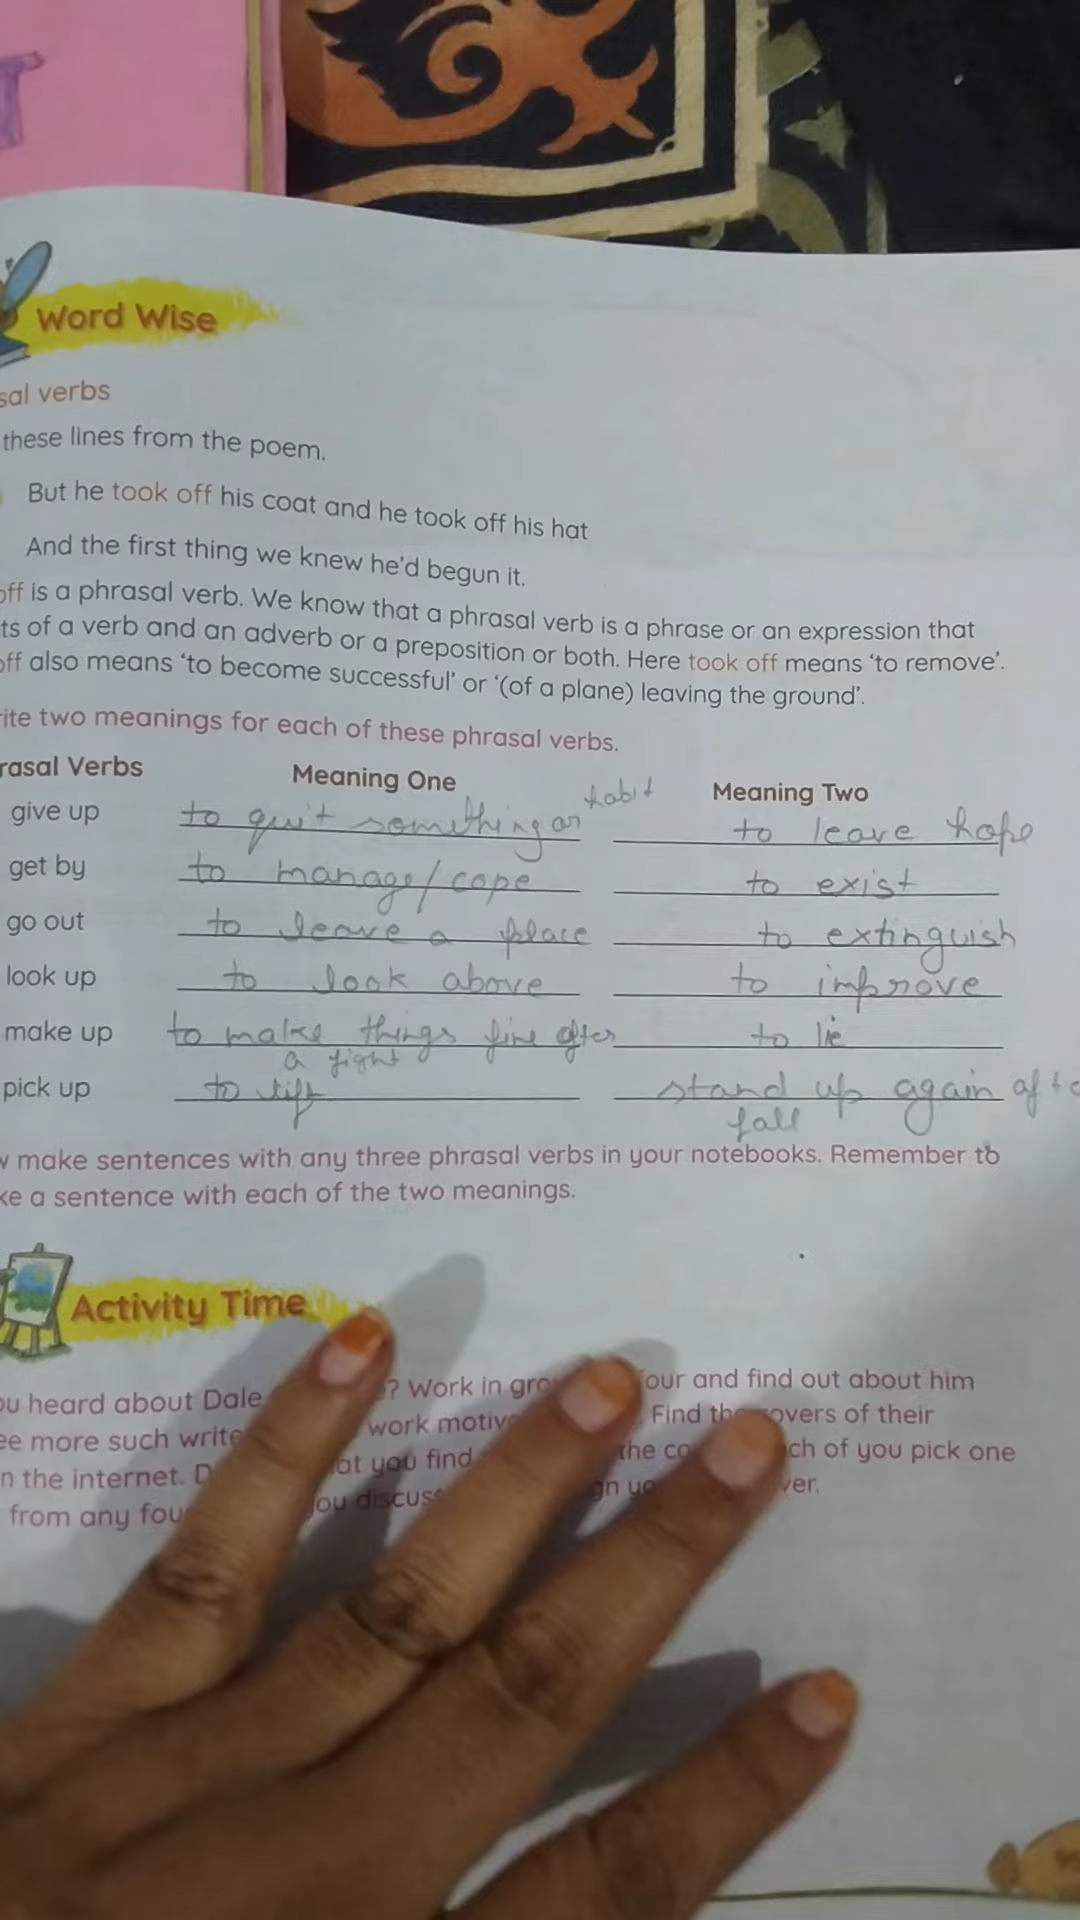 Word Wise
sal verbs
these lines from the poem.
But he took off his coat and he took off his hat
And the first thing we knew he'd begun it.
off is a phrasal verb. We know that a phrasal verb is a phrase or an expression that
ts of a verb and an adverb or a preposition or both. Here took off means 'to remove'.
off also means 'to become successful' or '(of a plane) leaving the ground'.
rite two meanings for each of these phrasal verbs.
rasal Verbs Meaning One Meaning Two
give up to quit something or habit to leave hope
get by to manage/cope to exist
go out to leave a place to extinguish
look up to look above to improve
make up to make things fine after a fight to lie
pick up to lift stand up again afte fall
w make sentences with any three phrasal verbs in your notebooks. Remember to
ke a sentence with each of the two meanings.
Activity Time
ou heard about Dale ? Work in gro our and find out about him
ee more such write work motiv Find the overs of their
n the internet. D at you find the co ch of you pick one
from any fou you discus gn yo ver.